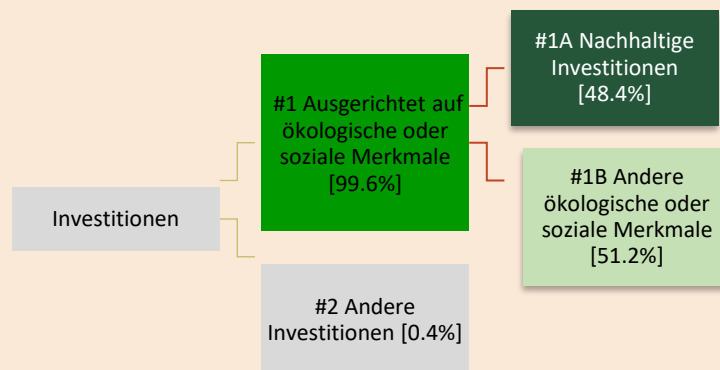 Investitionen
#1 Ausgerichtet auf
ökologische oder
soziale Merkmale
[99.6%]
#1A Nachhaltige
Investitionen
[48.4%]
#1B Andere
ökologische oder
soziale Merkmale
[51.2%]
#2 Andere
Investitionen [0.4%]